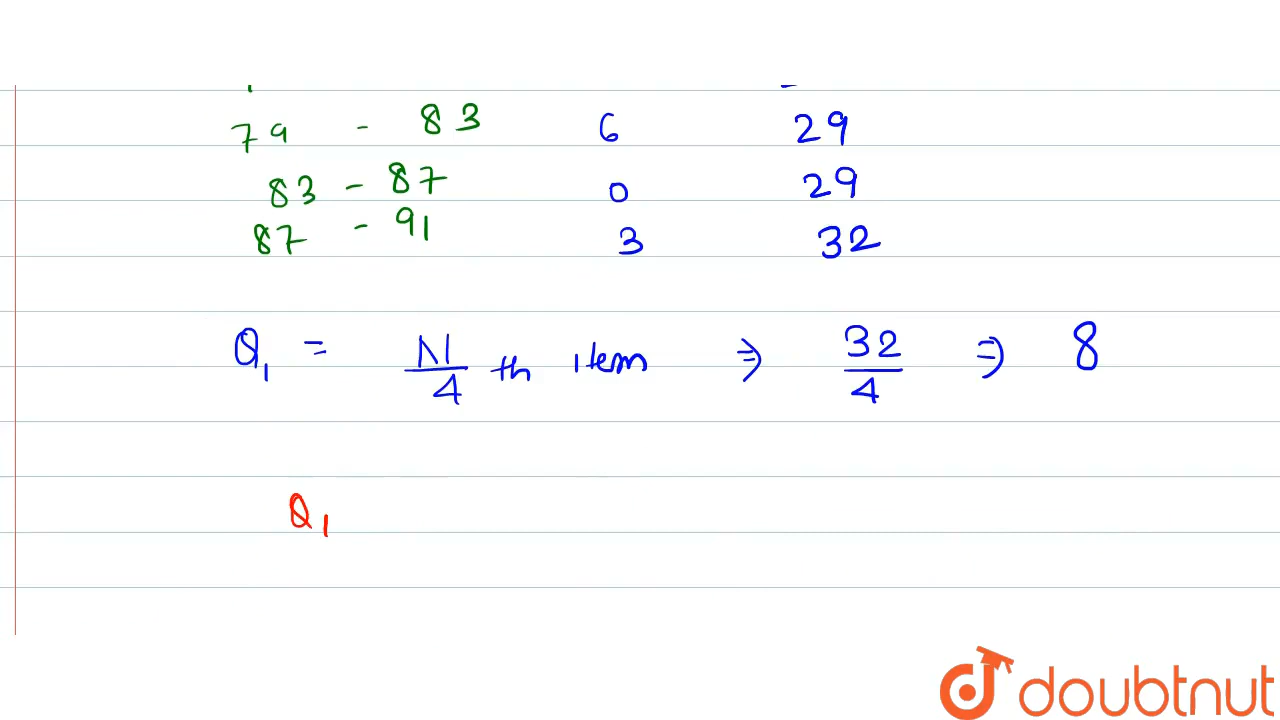 79 - 83 6 29
83 - 87 0 29
87 - 91 3 32
Q₁ = N/4 th item ⇒ 32/4 ⇒ 8
Q₁
doubtnut